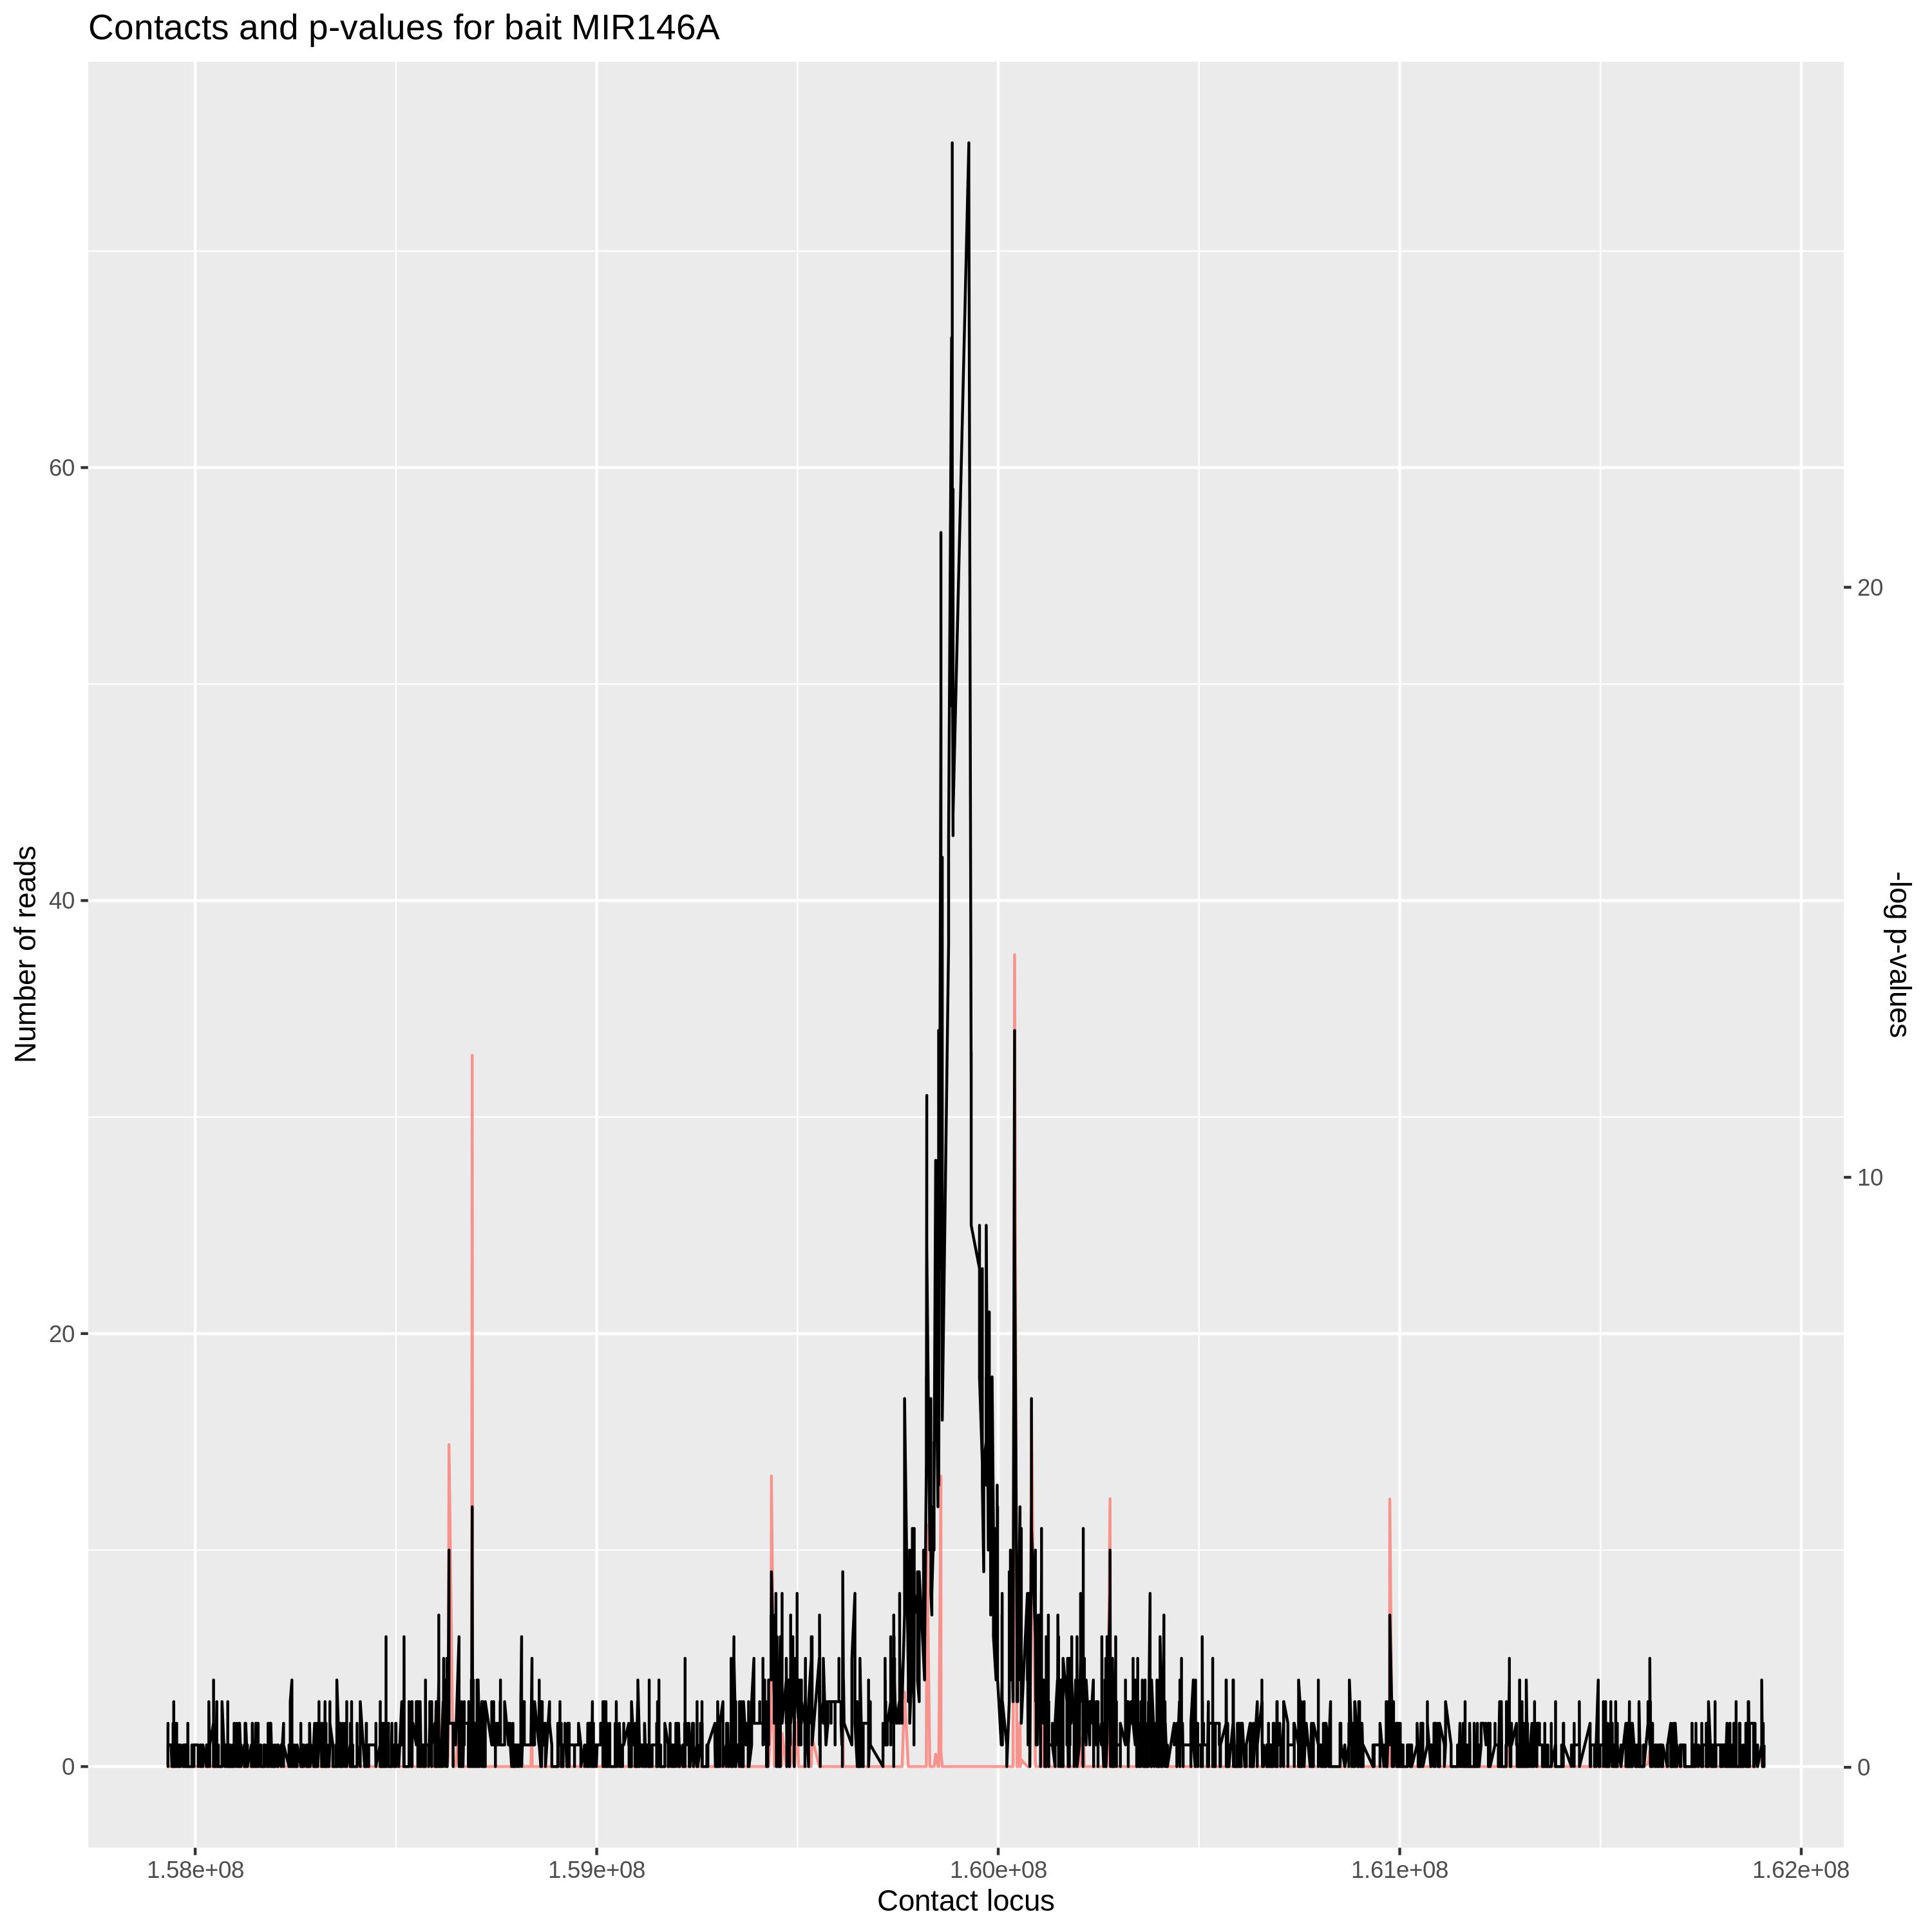 Contacts and p-values for bait MIR146A
Number of reads
60
40
20
0
20
10
0
-log p-values
1.58e+08 1.59e+08 1.60e+08 1.61e+08 1.62e+08
Contact locus